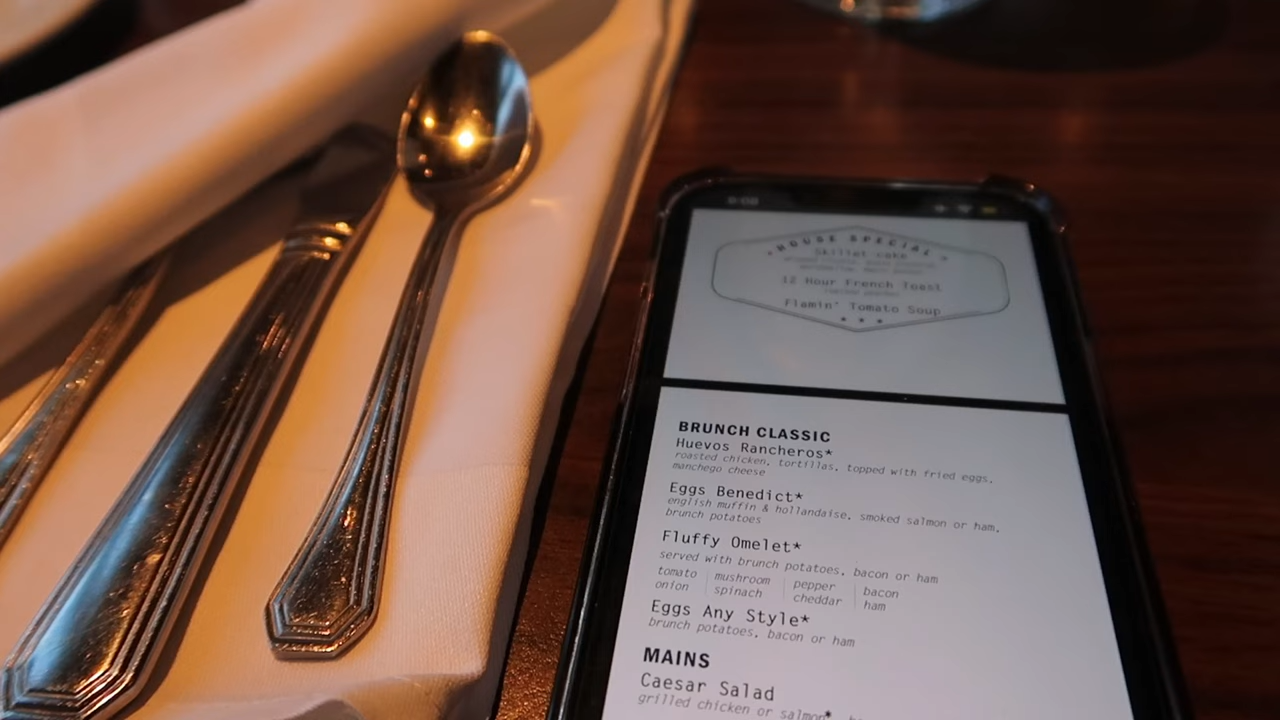 HOUSE SPECIAL
Skillet cake
12 Hour French Toast
Flamin' Tomato Soup
BRUNCH CLASSIC
Huevos Rancheros*
roasted chicken, tortillas, topped with fried eggs,
manchego cheese
Eggs Benedict*
english muffin & hollandaise, smoked salmon or ham,
brunch potatoes
Fluffy Omelet*
served with brunch potatoes, bacon or ham
tomato mushroom pepper bacon
onion spinach cheddar ham
Eggs Any Style*
brunch potatoes, bacon or ham
MAINS
Caesar Salad
grilled chicken or salmon*